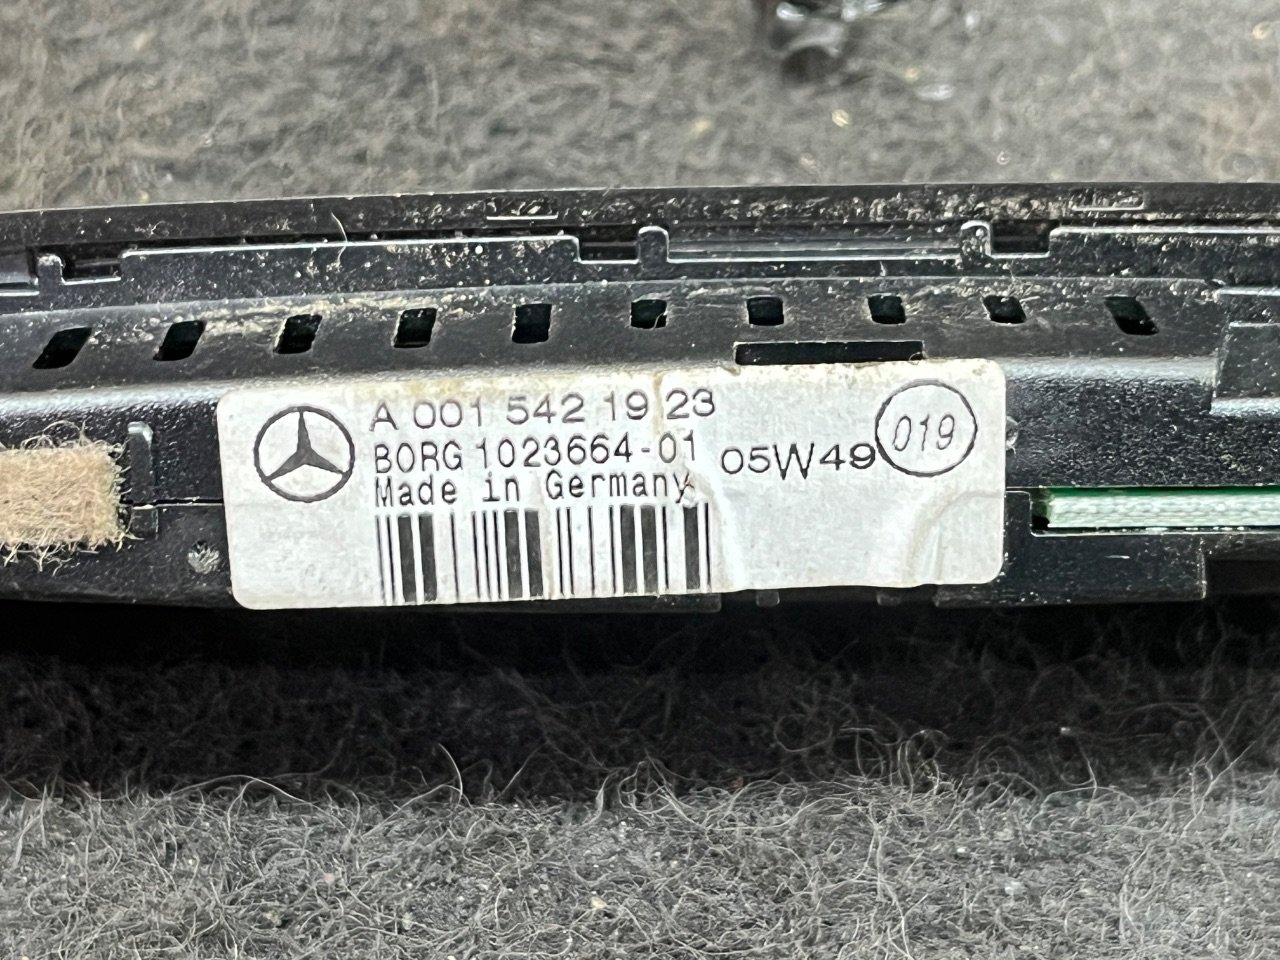 A 001 542 19 23
BORG 1023664-01 05W49 019
Made in Germany